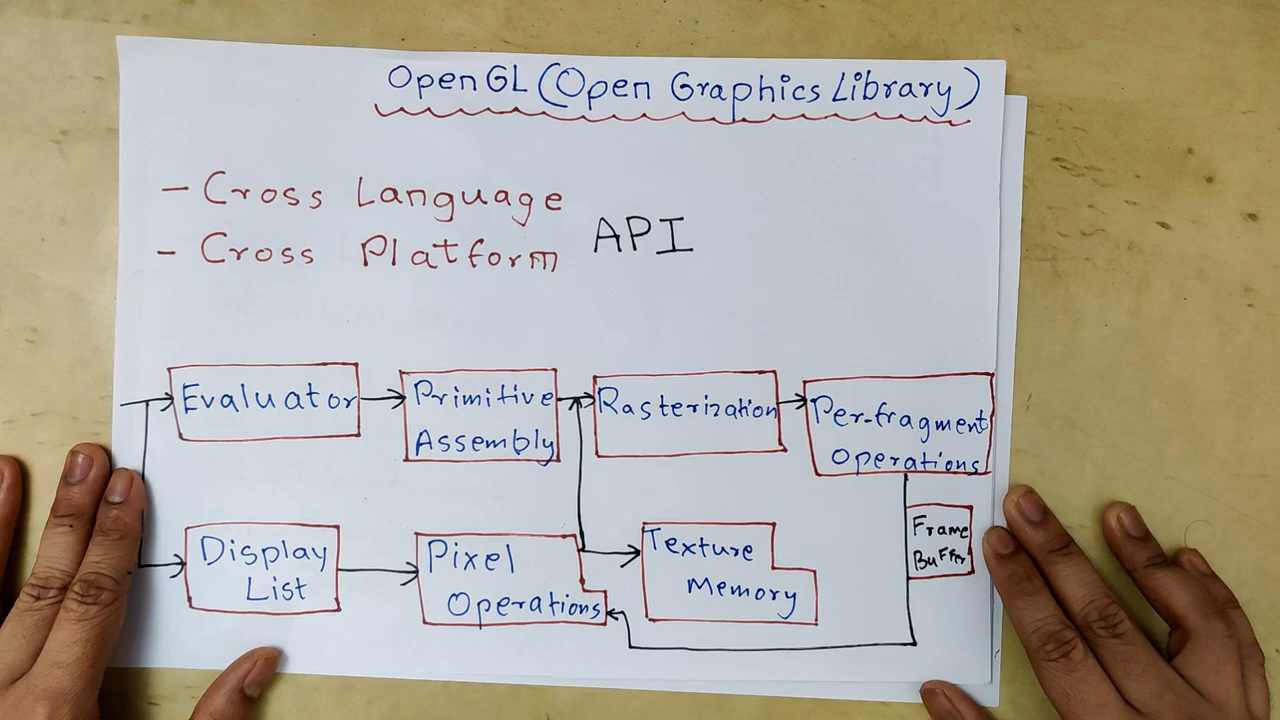 OpenGL (Open Graphics Library)
- Cross Language
- Cross Platform
API
Evaluator
Primitive
Assembly
Rasterization
Per-fragment
Operations
Display
List
Pixel
Operations
Texture
Memory
Frame
Buffer